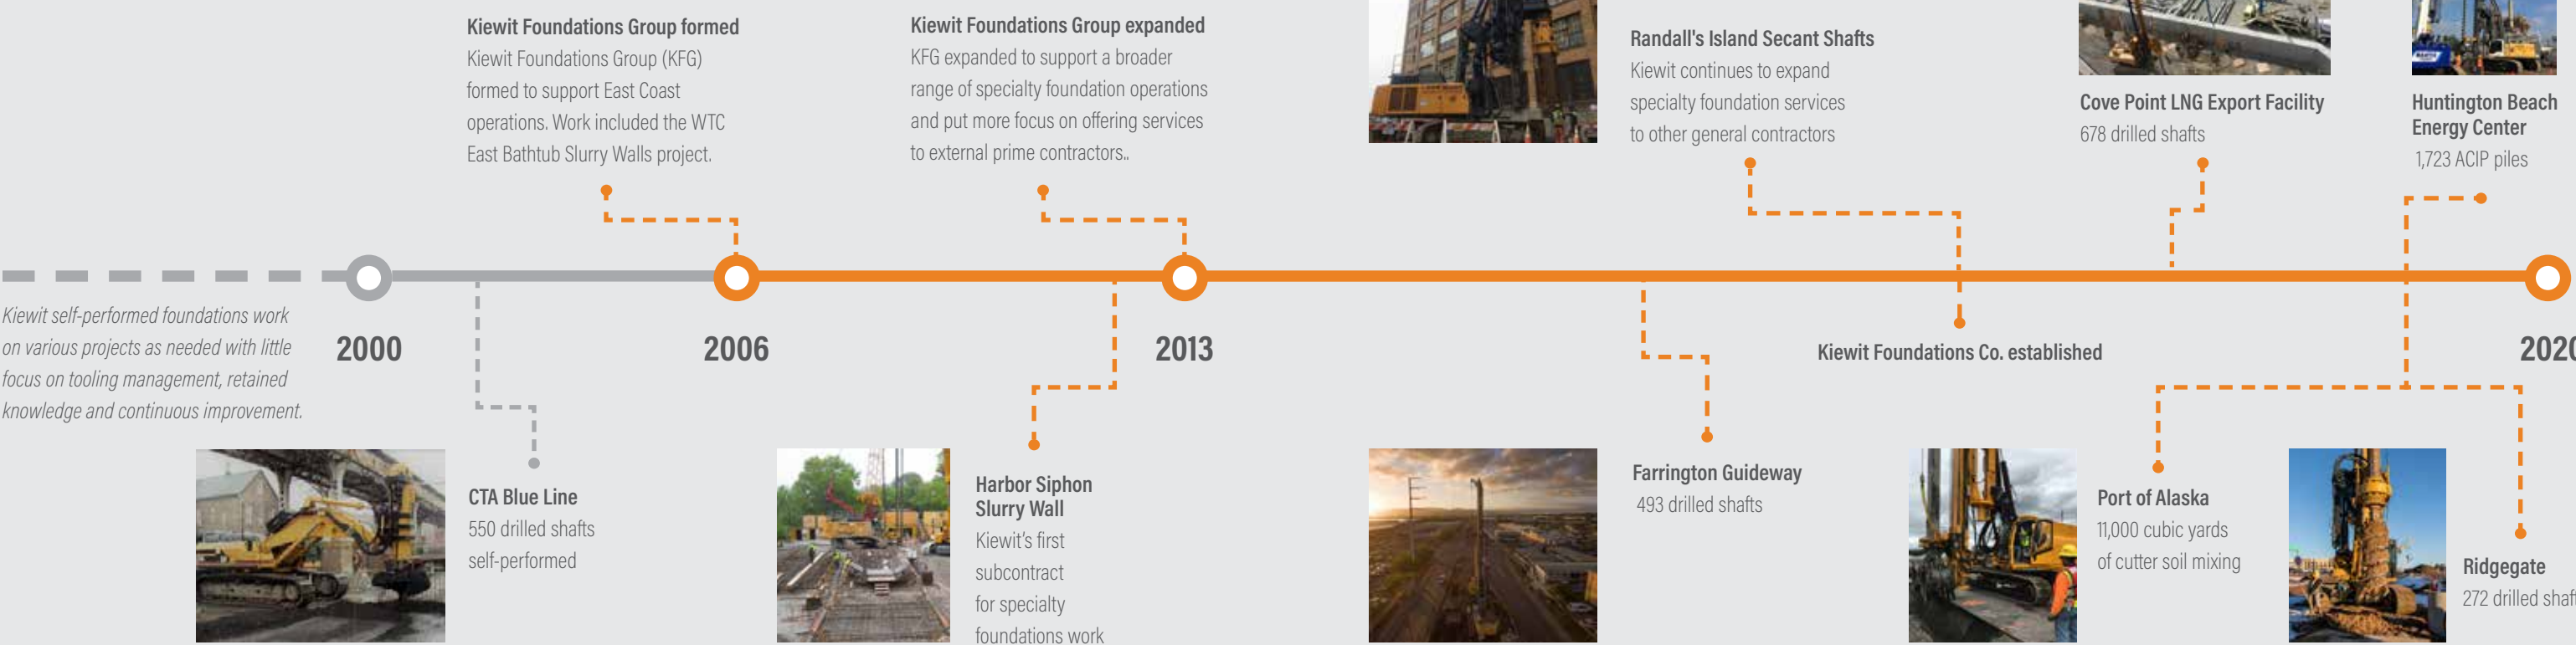 Kiewit Foundations Group formed
Kiewit Foundations Group (KFG)
formed to support East Coast
operations. Work included the WTC
East Bathtub Slurry Walls project.
Kiewit Foundations Group expanded
KFG expanded to support a broader
range of specialty foundation operations
and put more focus on offering services
to external prime contractors..
Randall's Island Secant Shafts
Kiewit continues to expand
specialty foundation services
to other general contractors
Cove Point LNG Export Facility
678 drilled shafts
Huntington Beach
Energy Center
1,723 ACIP piles
Kiewit self-performed foundations work
on various projects as needed with little
focus on tooling management, retained
knowledge and continuous improvement.
2000
2006
2013
Kiewit Foundations Co. established
2020
CTA Blue Line
550 drilled shafts
self-performed
Harbor Siphon
Slurry Wall
Kiewit's first
subcontract
for specialty
foundations work
Farrington Guideway
493 drilled shafts
Port of Alaska
11,000 cubic yards
of cutter soil mixing
Ridgegate
272 drilled